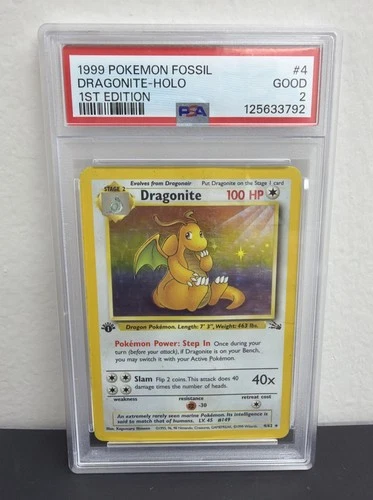 1999 POKEMON FOSSIL #4
DRAGONITE-HOLO GOOD
1ST EDITION 2
PSA 125633792
Evolves from Dragonair Put Dragonite on the Stage 1 card
STAGE 2
Dragonite 100 HP
Dragon Pokémon. Length: 7' 3", Weight: 463 lbs.
Pokémon Power: Step In Once during your
turn (before your attack), if Dragonite is on your Bench,
you may switch it with your Active Pokémon.
Slam Flip 2 coins. This attack does 40
damage times the number of heads. 40x
weakness resistance retreat cost
-30
An extremely rarely seen marine Pokémon. Its intelligence is
said to match that of humans. LV. 45 #149
4/62